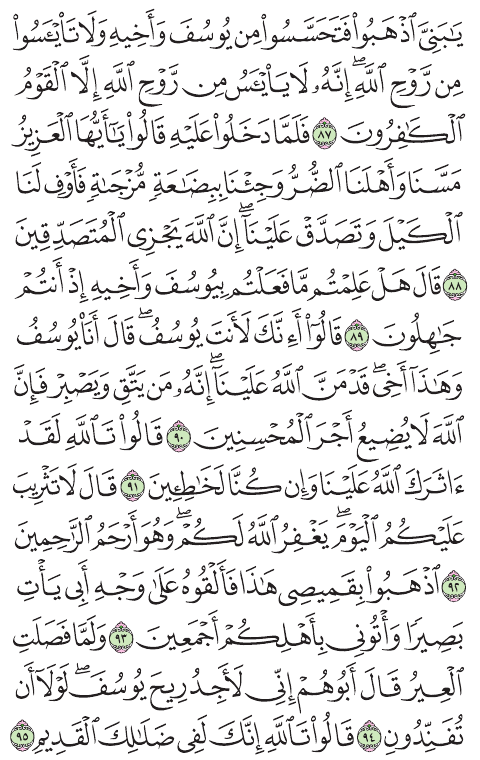 يَٰبَنِيَّ ٱذْهَبُوا۟ فَتَحَسَّسُوا۟ مِن يُوسُفَ وَأَخِيهِ وَلَا تَا۟يْـَٔسُوا۟
مِن رَّوْحِ ٱللَّهِ ۖ إِنَّهُۥ لَا يَا۟يْـَٔسُ مِن رَّوْحِ ٱللَّهِ إِلَّا ٱلْقَوْمُ
ٱلْكَٰفِرُونَ ٨٧ فَلَمَّا دَخَلُوا۟ عَلَيْهِ قَالُوا۟ يَٰٓأَيُّهَا ٱلْعَزِيزُ
مَسَّنَا وَأَهْلَنَا ٱلضُّرُّ وَجِئْنَا بِبِضَٰعَةٍ مُّزْجَىٰةٍ فَأَوْفِ لَنَا
ٱلْكَيْلَ وَتَصَدَّقْ عَلَيْنَآ ۖ إِنَّ ٱللَّهَ يَجْزِى ٱلْمُتَصَدِّقِينَ
٨٨ قَالَ هَلْ عَلِمْتُم مَّا فَعَلْتُم بِيُوسُفَ وَأَخِيهِ إِذْ أَنتُمْ
جَٰهِلُونَ ٨٩ قَالُوٓا۟ أَءِنَّكَ لَأَنتَ يُوسُفُ ۖ قَالَ أَنَا۠ يُوسُفُ
وَهَٰذَآ أَخِى ۖ قَدْ مَنَّ ٱللَّهُ عَلَيْنَآ ۖ إِنَّهُۥ مَن يَتَّقِ وَيَصْبِرْ فَإِنَّ
ٱللَّهَ لَا يُضِيعُ أَجْرَ ٱلْمُحْسِنِينَ ٩٠ قَالُوا۟ تَٱللَّهِ لَقَدْ
ءَاثَرَكَ ٱللَّهُ عَلَيْنَا وَإِن كُنَّا لَخَٰطِـِٔينَ ٩١ قَالَ لَا تَثْرِيبَ
عَلَيْكُمُ ٱلْيَوْمَ ۖ يَغْفِرُ ٱللَّهُ لَكُمْ ۖ وَهُوَ أَرْحَمُ ٱلرَّٰحِمِينَ
٩٢ ٱذْهَبُوا۟ بِقَمِيصِى هَٰذَا فَأَلْقُوهُ عَلَىٰ وَجْهِ أَبِى يَأْتِ
بَصِيرًا وَأْتُونِى بِأَهْلِكُمْ أَجْمَعِينَ ٩٣ وَلَمَّا فَصَلَتِ
ٱلْعِيرُ قَالَ أَبُوهُمْ إِنِّى لَأَجِدُ رِيحَ يُوسُفَ ۖ لَوْلَآ أَن
تُفَنِّدُونِ ٩٤ قَالُوا۟ تَٱللَّهِ إِنَّكَ لَفِى ضَلَٰلِكَ ٱلْقَدِيمِ ٩٥